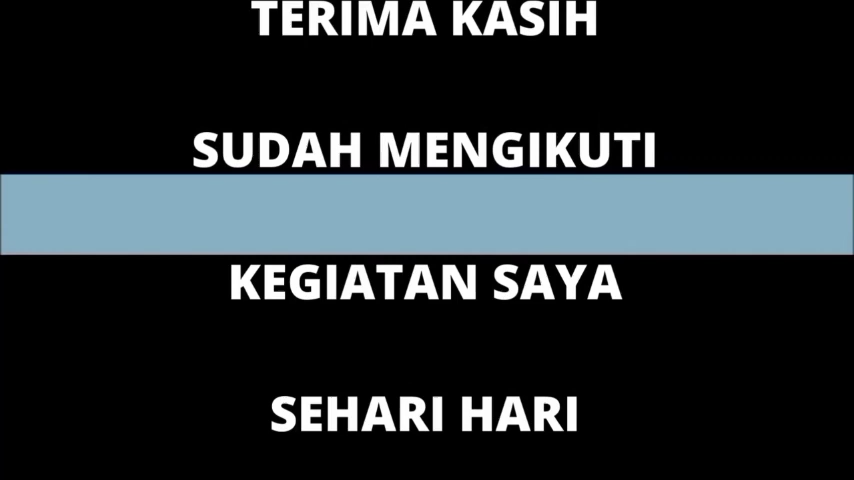 TERIMA KASIH
SUDAH MENGIKUTI
KEGIATAN SAYA
SEHARI HARI